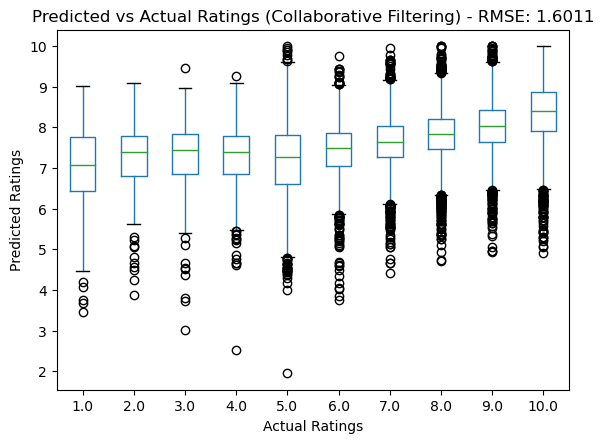 Predicted vs Actual Ratings (Collaborative Filtering) - RMSE: 1.6011
10
9
8
7
6
5
4
3
2
Predicted Ratings
1.0 2.0 3.0 4.0 5.0 6.0 7.0 8.0 9.0 10.0
Actual Ratings